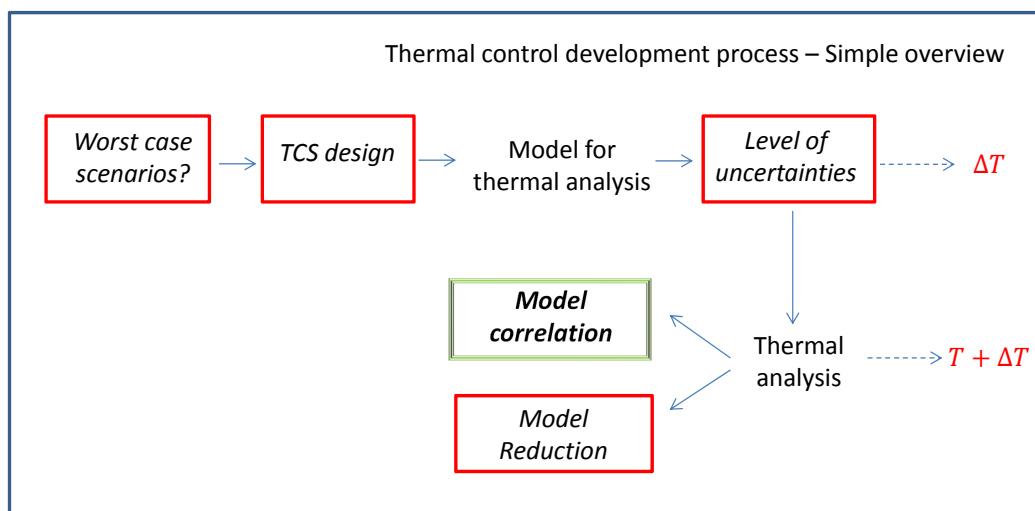 Thermal control development process – Simple overview
Worst case
scenarios?
TCS design
Model for
thermal analysis
Level of
uncertainties
ΔT
Model
correlation
Thermal
analysis
T + ΔT
Model
Reduction